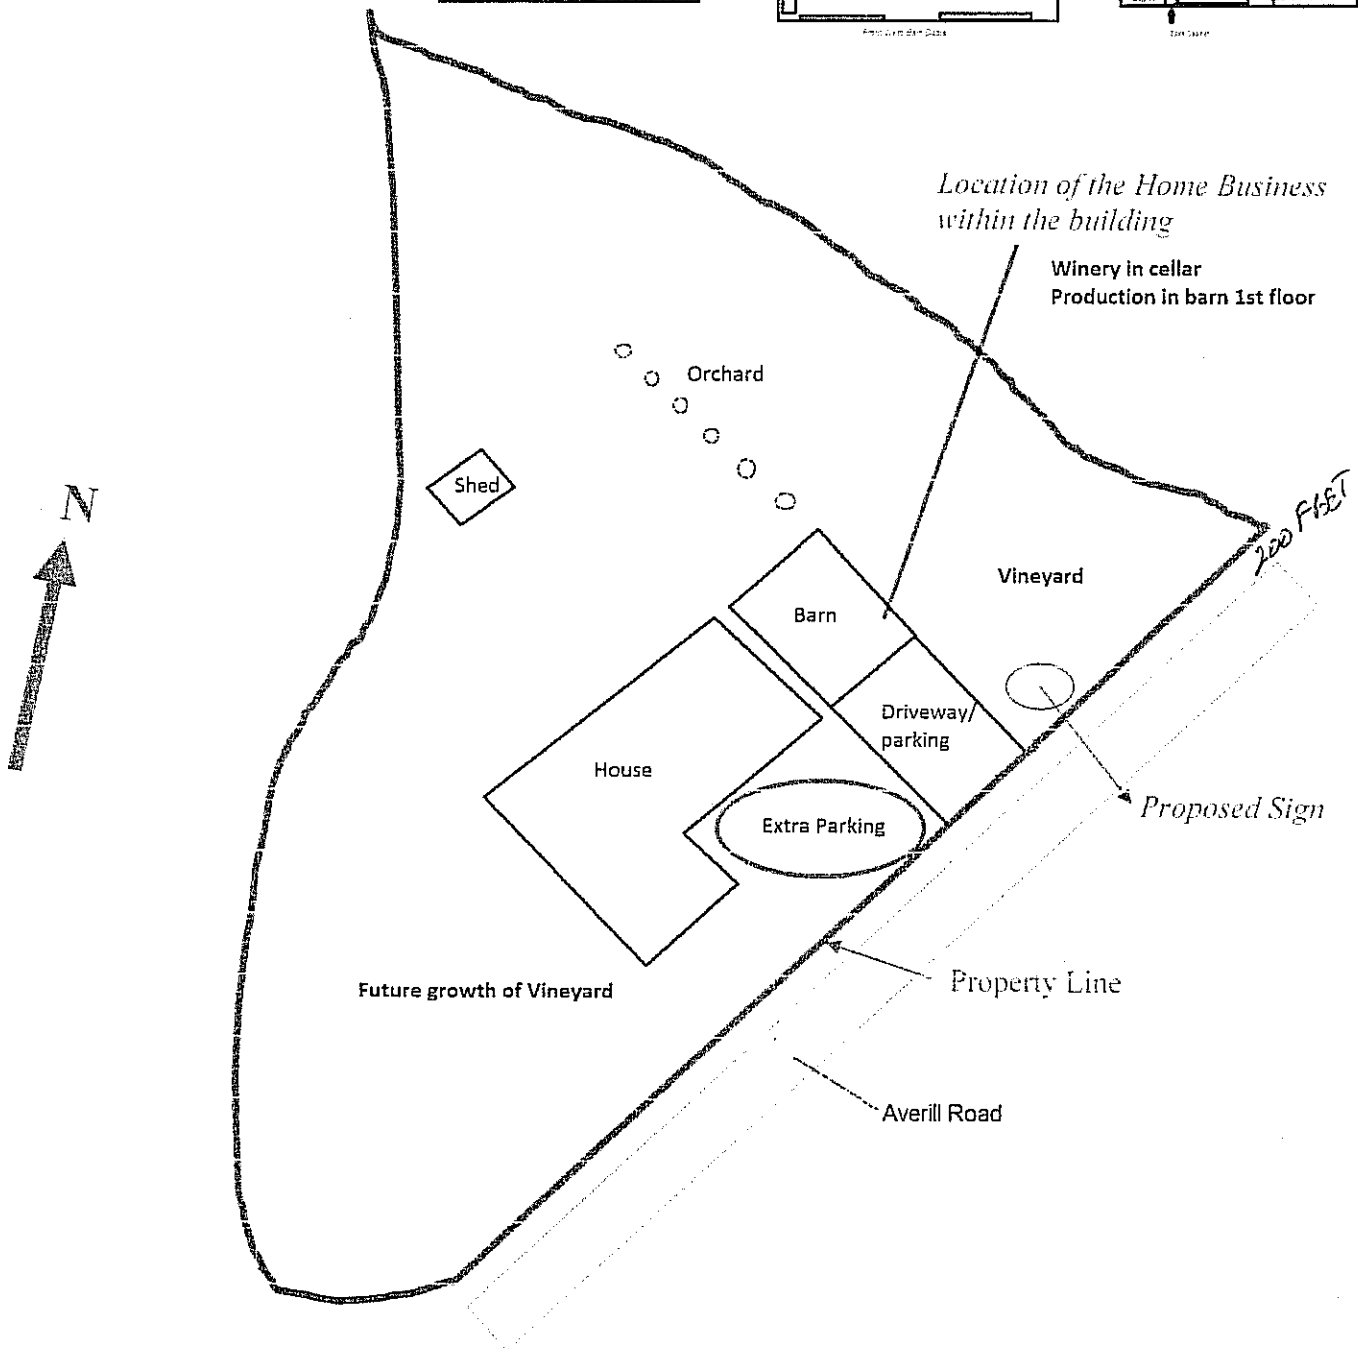 Location of the Home Business
within the building
Winery in cellar
Production in barn 1st floor
Orchard
Shed
N
200 FEET
Vineyard
Barn
Driveway/
parking
House
Extra Parking
Proposed Sign
Property Line
Future growth of Vineyard
Averill Road